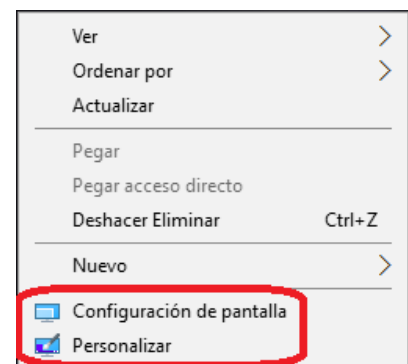 Ver
Ordenar por
Actualizar
Pegar
Pegar acceso directo
Deshacer Eliminar Ctrl+Z
Nuevo
Configuración de pantalla
Personalizar